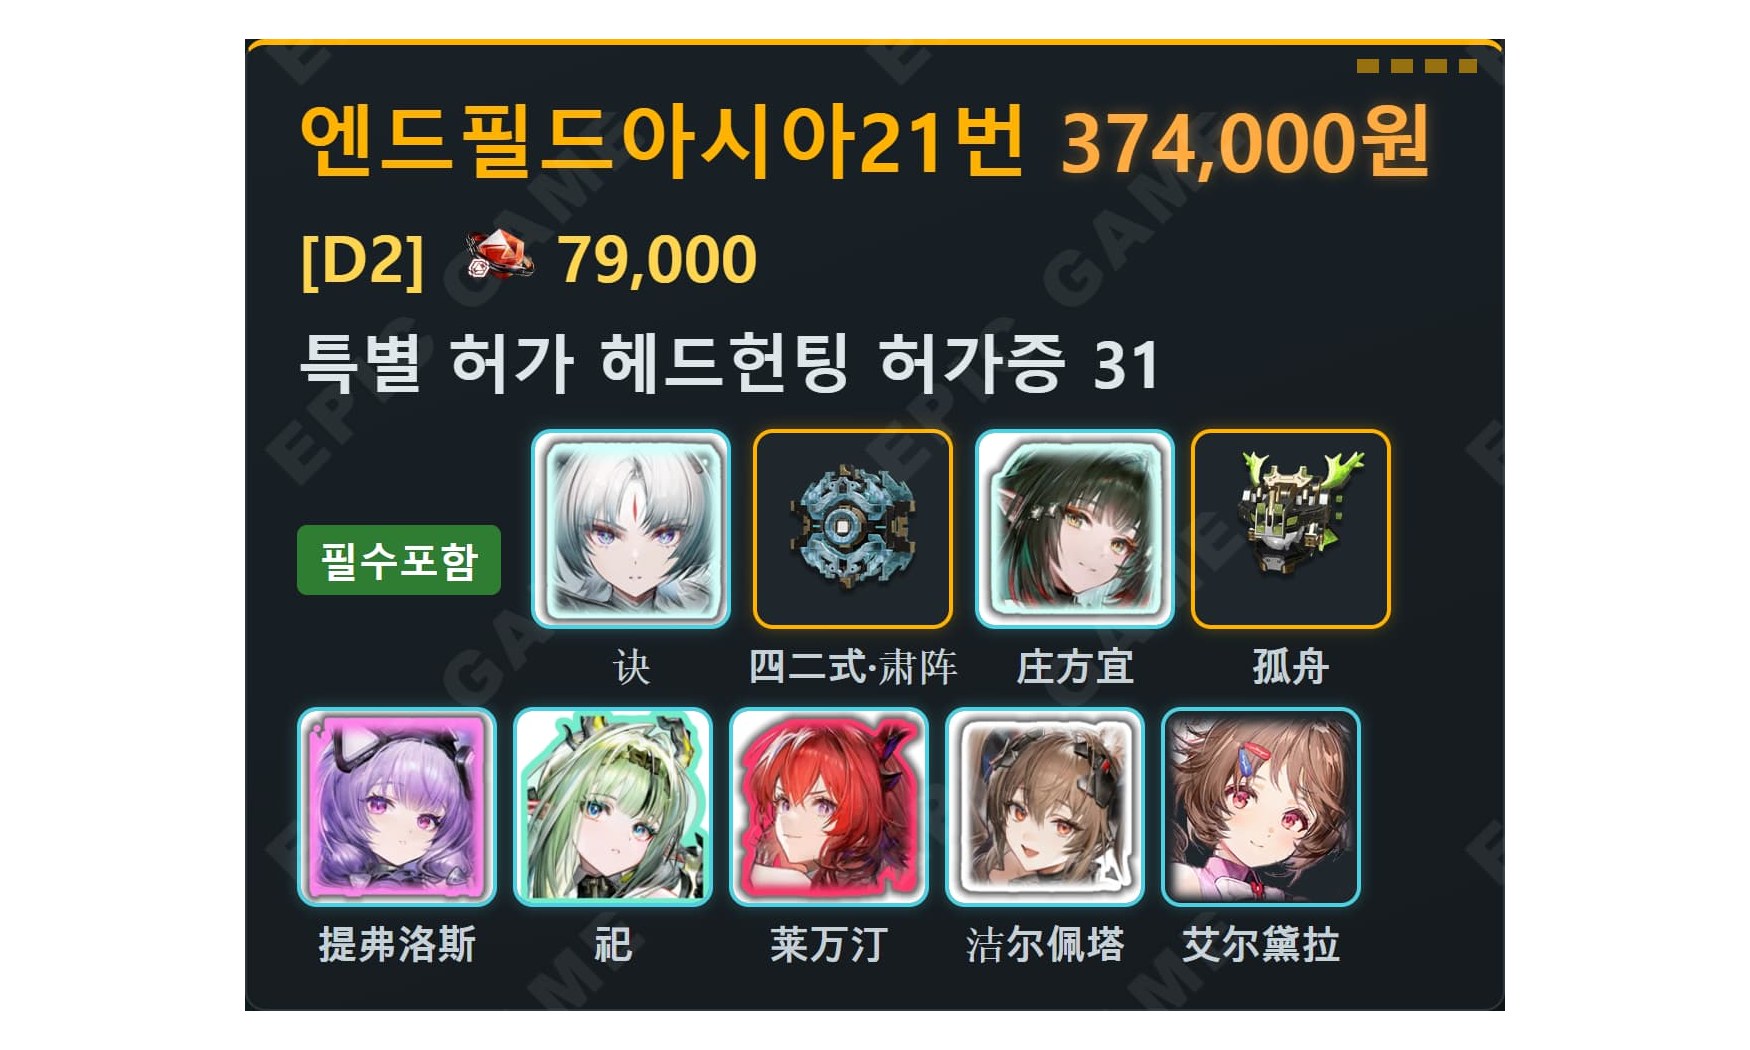 엔드필드아시아21번 374,000원
[D2] 79,000
특별 허가 헤드헌팅 허가증 31
필수포함
诀 四二式·肃阵 庄方宜 孤舟
提弗洛斯 祀 莱万汀 洁尔佩塔 艾尔黛拉
EPIC GAME